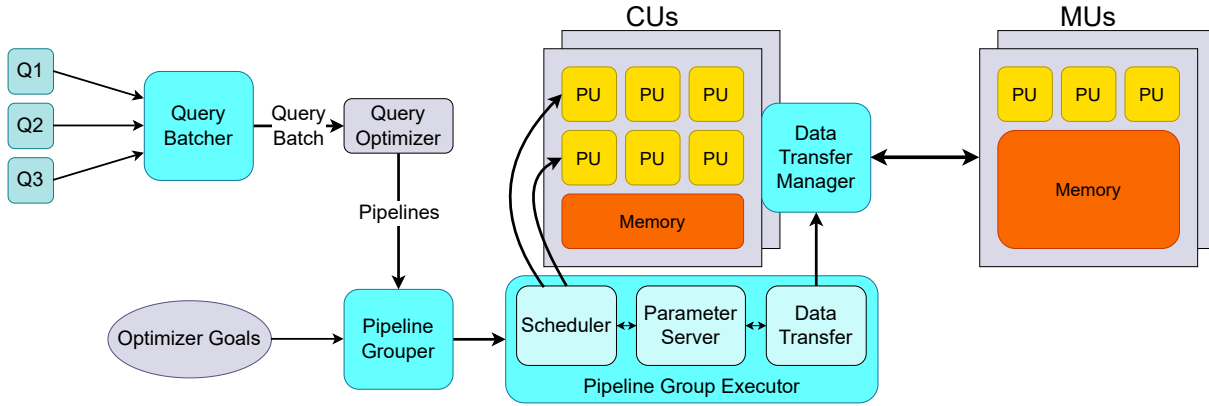 CUs
MUs
Q1
Q2
Q3
Query
Batcher
Query
Batch
Query
Optimizer
PU
PU
PU
PU
PU
PU
Memory
Data
Transfer
Manager
PU
PU
PU
Memory
Pipelines
Optimizer Goals
Pipeline
Grouper
Scheduler
Parameter
Server
Data
Transfer
Pipeline Group Executor